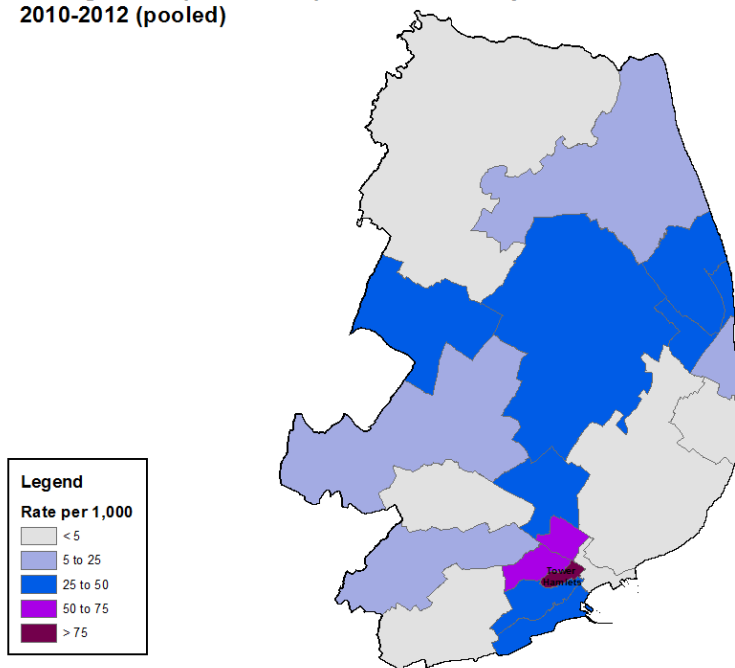 2010-2012 (pooled)
Tower
Hamlets
Legend
Rate per 1,000
< 5
5 to 25
25 to 50
50 to 75
> 75